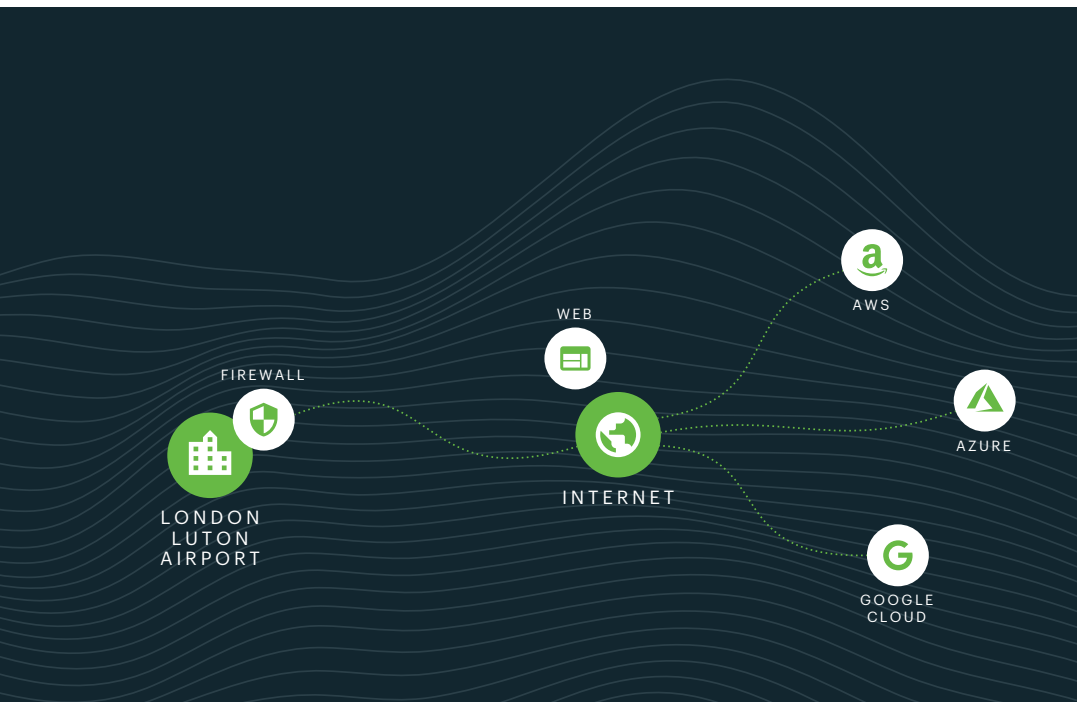 WEB
AWS
FIREWALL
AZURE
INTERNET
LONDON
LUTON
AIRPORT
GOOGLE
CLOUD